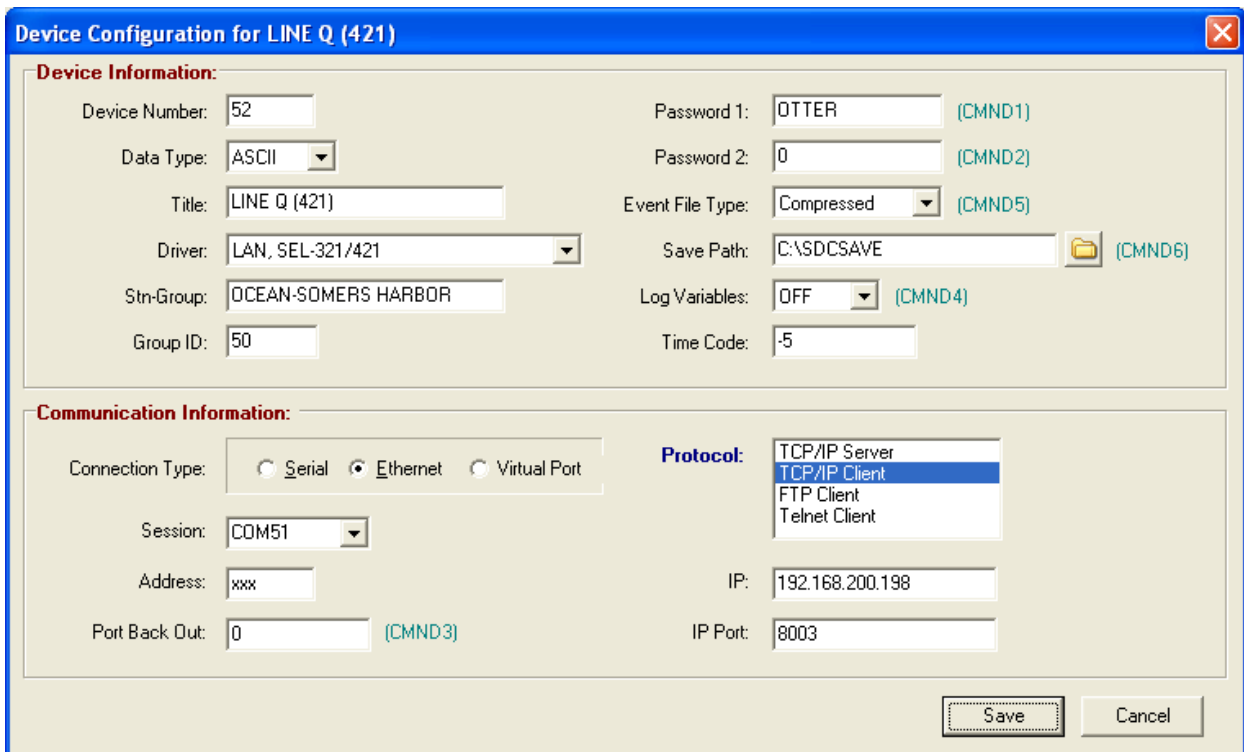 Device Configuration for LINE Q (421)
Device Information:
Device Number: 52
Data Type: ASCII
Title: LINE Q (421)
Driver: LAN, SEL-321/421
Stn-Group: OCEAN-SOMERS HARBOR
Group ID: 50
Password 1: OTTER (CMND1)
Password 2: 0 (CMND2)
Event File Type: Compressed (CMND5)
Save Path: C:\SDCSAVE (CMND6)
Log Variables: OFF (CMND4)
Time Code: -5
Communication Information:
Connection Type: Serial Ethernet Virtual Port
Session: COM51
Address: xxx
Port Back Out: 0 (CMND3)
Protocol: TCP/IP Server
TCP/IP Client
FTP Client
Telnet Client
IP: 192.168.200.198
IP Port: 8003
Save Cancel